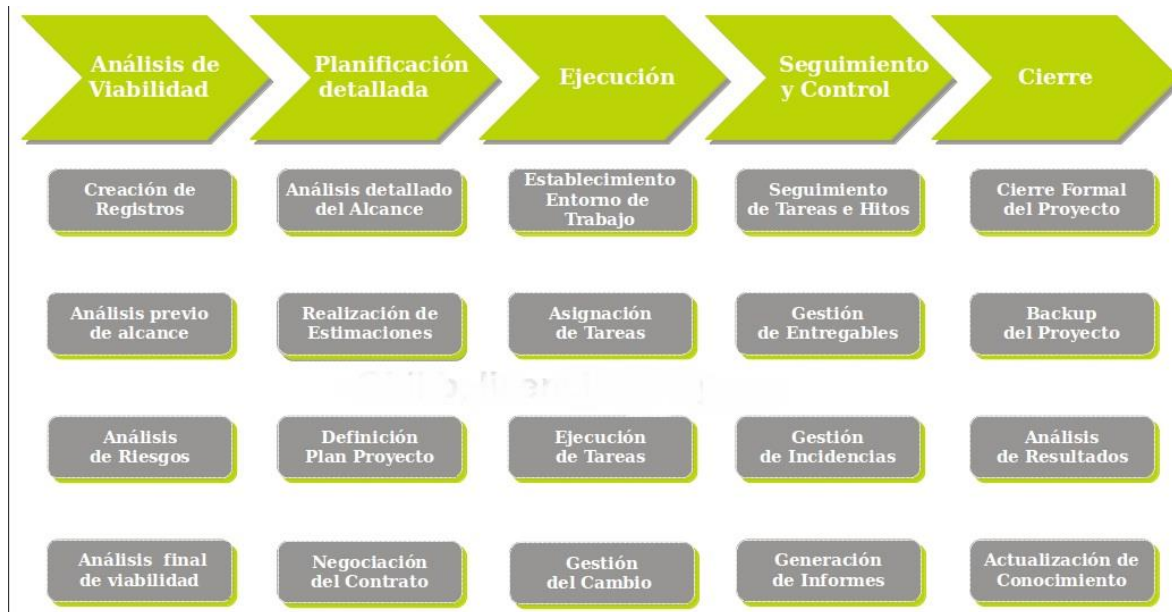 Análisis de
Viabilidad
Planificación
detallada
Ejecución
Seguimiento
y Control
Cierre
Creación de
Registros
Análisis detallado
del Alcance
Establecimiento
Entorno de
Trabajo
Seguimiento
de Tareas e Hitos
Cierre Formal
del Proyecto
Análisis previo
de alcance
Realización de
Estimaciones
Asignación
de Tareas
Gestión
de Entregables
Backup
del Proyecto
Análisis
de Riesgos
Definición
Plan Proyecto
Ejecución
de Tareas
Gestión
de Incidencias
Análisis
de Resultados
Análisis final
de viabilidad
Negociación
del Contrato
Gestión
del Cambio
Generación
de Informes
Actualización de
Conocimiento